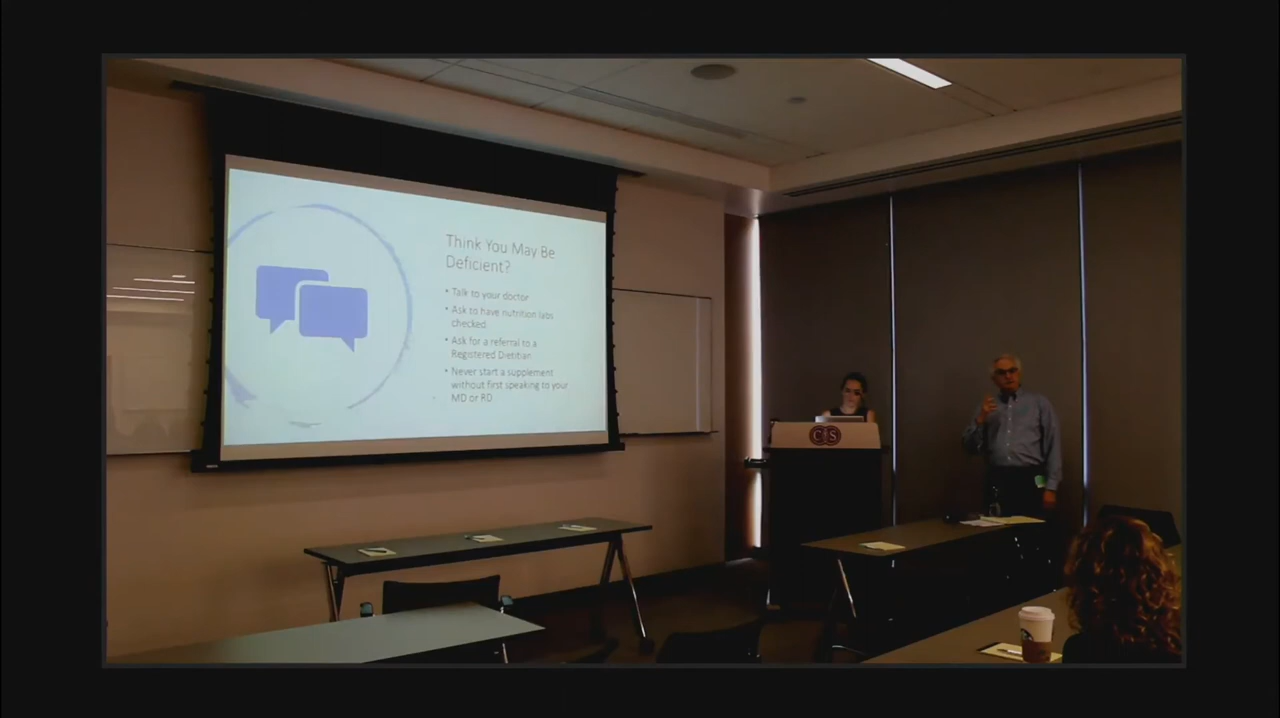 Think You May Be
Deficient?
• Talk to your doctor
• Ask to have nutrition labs
checked.
• Ask for a referral to a
Registered Dietitian
• Never start a supplement
without first speaking to your
MD or RD
CS